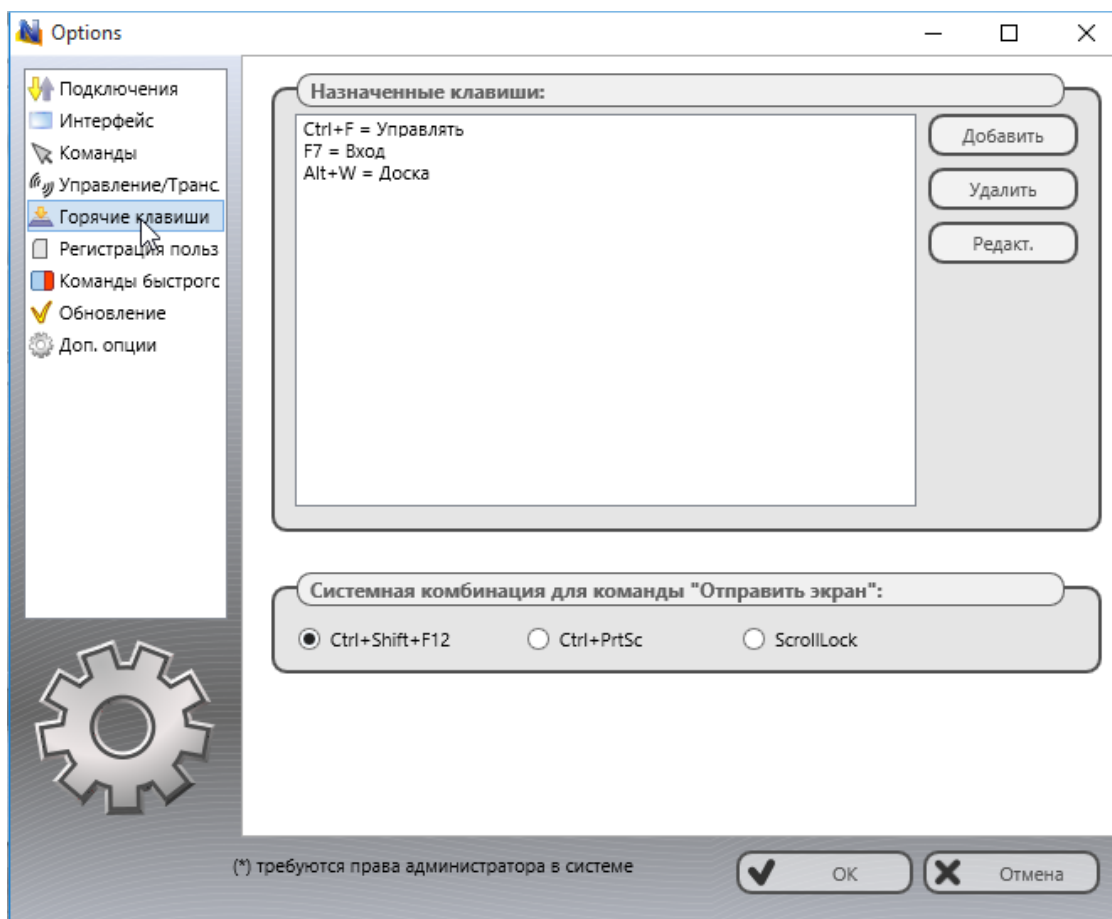 Options
Подключения
Интерфейс
Команды
Управление/Транс
Горячие клавиши
Регистрация польз
Команды быстрого
Обновление
Доп. опции
Назначенные клавиши:
Ctrl+F = Управлять
F7 = Вход
Alt+W = Доска
Добавить
Удалить
Редакт.
Системная комбинация для команды "Отправить экран":
Ctrl+Shift+F12
Ctrl+PrtSc
ScrollLock
(*) требуются права администратора в системе
ОК
Отмена